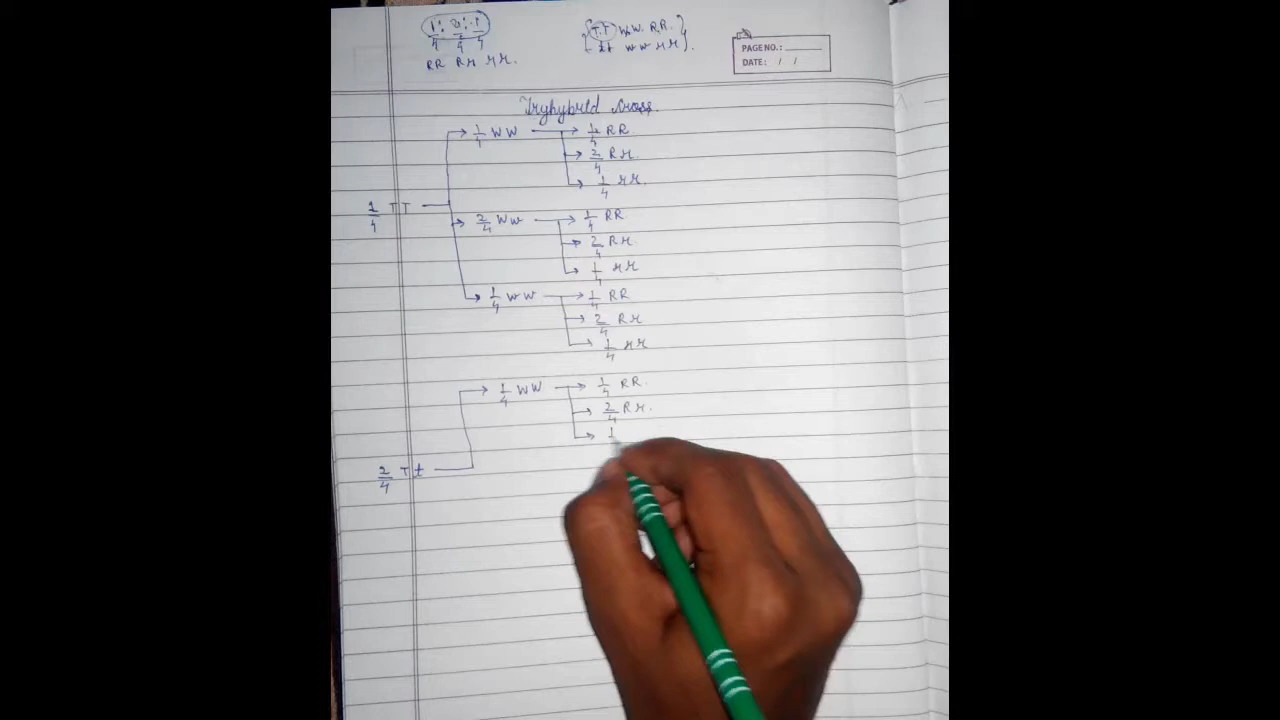 1 : 2 : 1
4 4 4
RR Rr rr.
{TT WW. RR.
tt ww rr}.
PAGE NO.:
DATE: / /
Tryhybrid Cross.
1/4 TT → 1/4 WW → 1/4 RR
→ 2/4 Rr.
→ 1/4 rr.
→ 2/4 Ww → 1/4 RR
→ 2/4 Rr.
→ 1/4 rr
→ 1/4 ww → 1/4 RR
→ 2/4 Rr
→ 1/4 rr
2/4 Tt → 1/4 WW → 1/4 RR.
→ 2/4 Rr.
→ 1